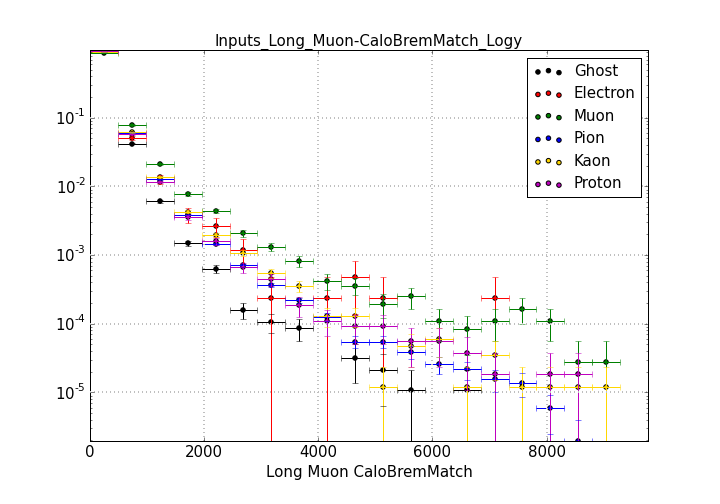 Inputs_Long_Muon-CaloBremMatch_Logy
Ghost
Electron
Muon
Pion
Kaon
Proton
10^-1
10^-2
10^-3
10^-4
10^-5
0 2000 4000 6000 8000
Long Muon CaloBremMatch